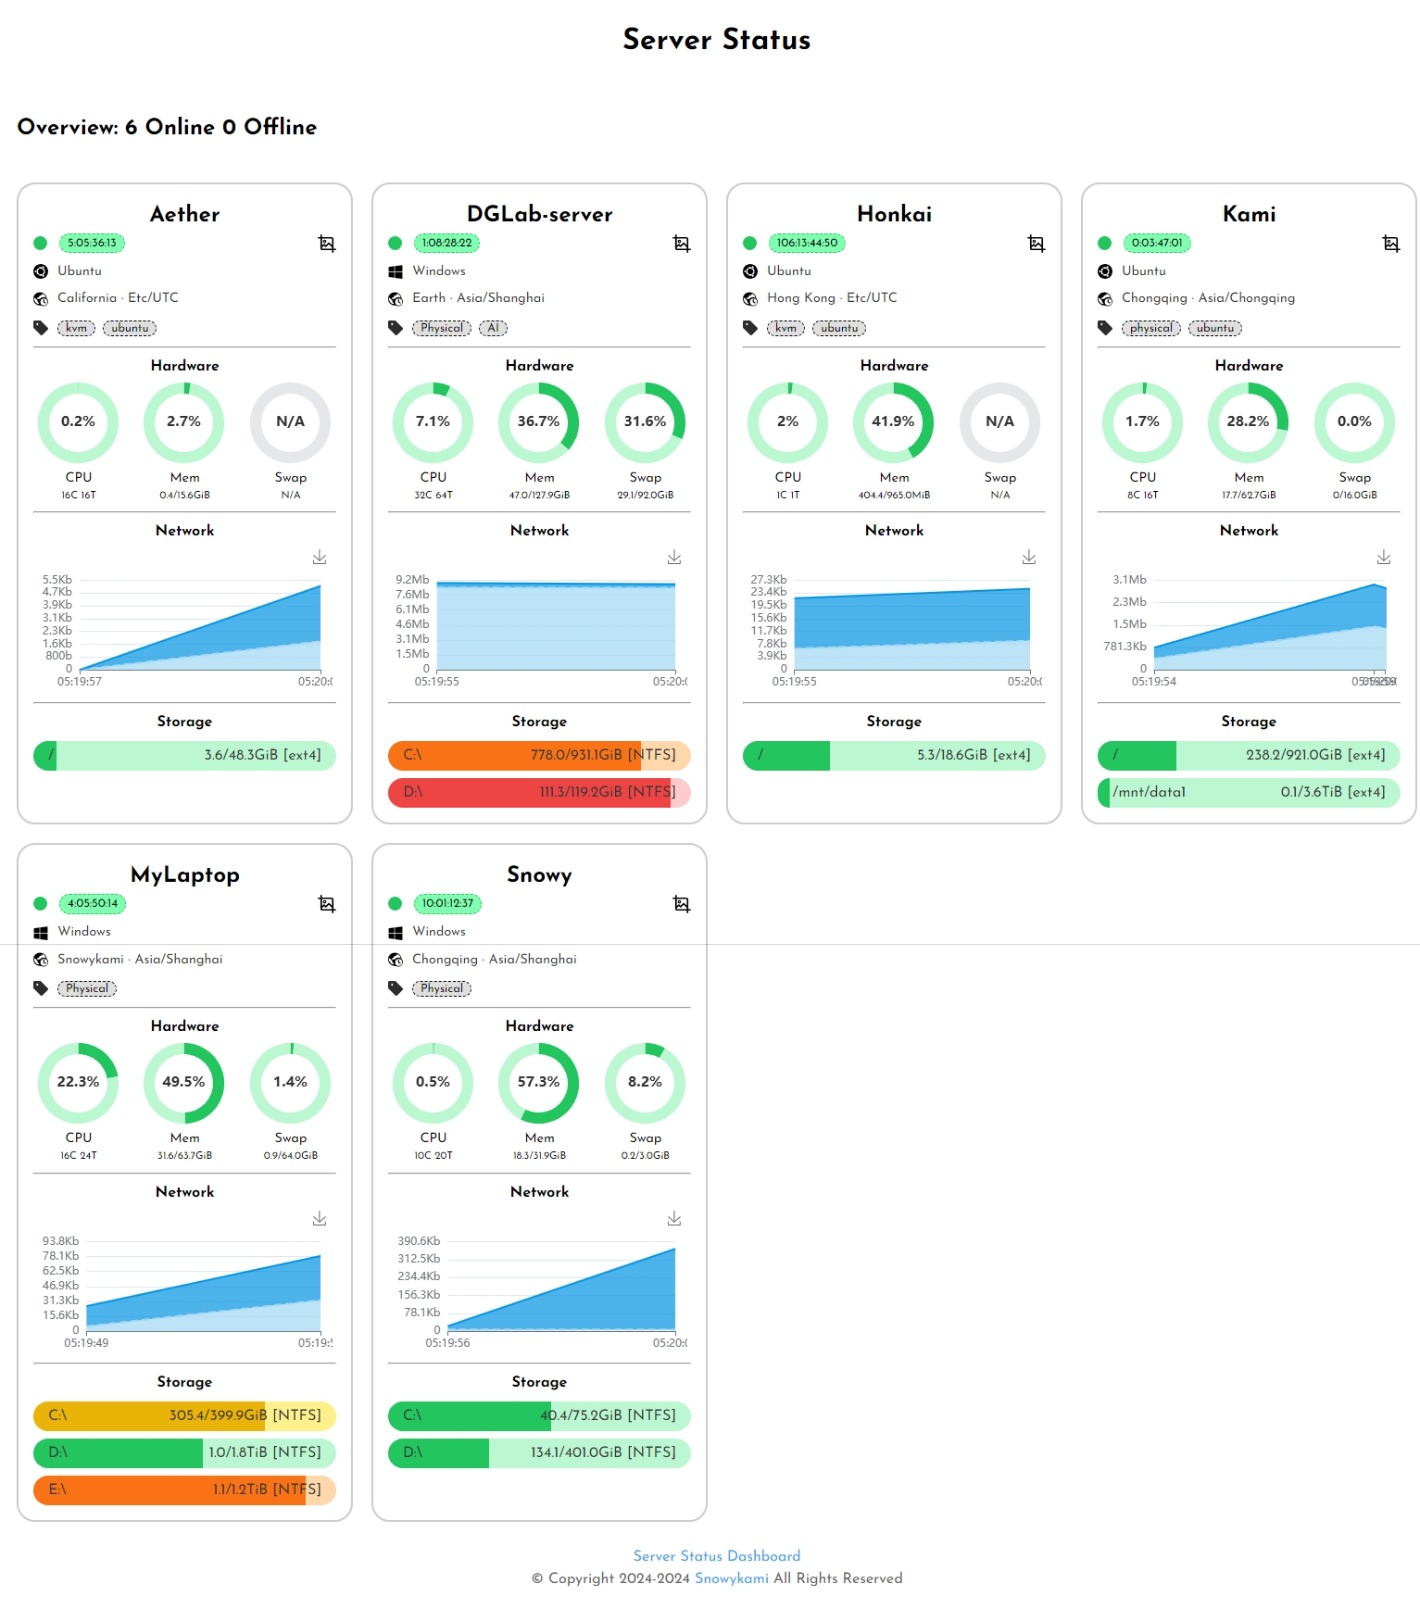 Server Status
Overview: 6 Online 0 Offline
Aether
5:05:36:13
Ubuntu
California · Etc/UTC
kvm ubuntu
Hardware
0.2% 2.7% N/A
CPU Mem Swap
16C 16T 0.4/15.6GiB N/A
Network
5.5Kb
4.7Kb
3.9Kb
3.1Kb
2.3Kb
1.6Kb
800b
0
05:19:57 05:20:
Storage
/ 3.6/48.3GiB [ext4]
DGLab-server
1:08:28:22
Windows
Earth · Asia/Shanghai
Physical AI
Hardware
7.1% 36.7% 31.6%
CPU Mem Swap
32C 64T 47.0/127.9GiB 29.1/92.0GiB
Network
9.2Mb
7.6Mb
6.1Mb
4.6Mb
3.1Mb
1.5Mb
0
05:19:55 05:20:
Storage
C:\ 778.0/931.1GiB [NTFS]
D:\ 111.3/119.2GiB [NTFS]
Honkai
106:13:44:50
Ubuntu
Hong Kong · Etc/UTC
kvm ubuntu
Hardware
2% 41.9% N/A
CPU Mem Swap
1C 1T 404.4/965.0MiB N/A
Network
27.3Kb
23.4Kb
19.5Kb
15.6Kb
11.7Kb
7.8Kb
3.9Kb
0
05:19:55 05:20:
Storage
/ 5.3/18.6GiB [ext4]
Kami
0:03:47:01
Ubuntu
Chongqing · Asia/Chongqing
physical ubuntu
Hardware
1.7% 28.2% 0.0%
CPU Mem Swap
8C 16T 17.7/62.7GiB 0/16.0GiB
Network
3.1Mb
2.3Mb
1.5Mb
781.3Kb
0
05:19:54
Storage
/ 238.2/921.0GiB [ext4]
/mnt/data1 0.1/3.6TiB [ext4]
MyLaptop
4:05:50:14
Windows
Snowykami · Asia/Shanghai
Physical
Hardware
22.3% 49.5% 1.4%
CPU Mem Swap
16C 24T 31.6/63.7GiB 0.9/64.0GiB
Network
93.8Kb
78.1Kb
62.5Kb
46.9Kb
31.3Kb
15.6Kb
0
05:19:49 05:19:
Storage
C:\ 305.4/399.9GiB [NTFS]
D:\ 1.0/1.8TiB [NTFS]
E:\ 1.1/1.2TiB [NTFS]
Snowy
10:01:12:37
Windows
Chongqing · Asia/Shanghai
Physical
Hardware
0.5% 57.3% 8.2%
CPU Mem Swap
10C 20T 18.3/31.9GiB 0.2/3.0GiB
Network
390.6Kb
312.5Kb
234.4Kb
156.3Kb
78.1Kb
0
05:19:56 05:20:
Storage
C:\ 40.4/75.2GiB [NTFS]
D:\ 134.1/401.0GiB [NTFS]
Server Status Dashboard
© Copyright 2024-2024 Snowykami All Rights Reserved